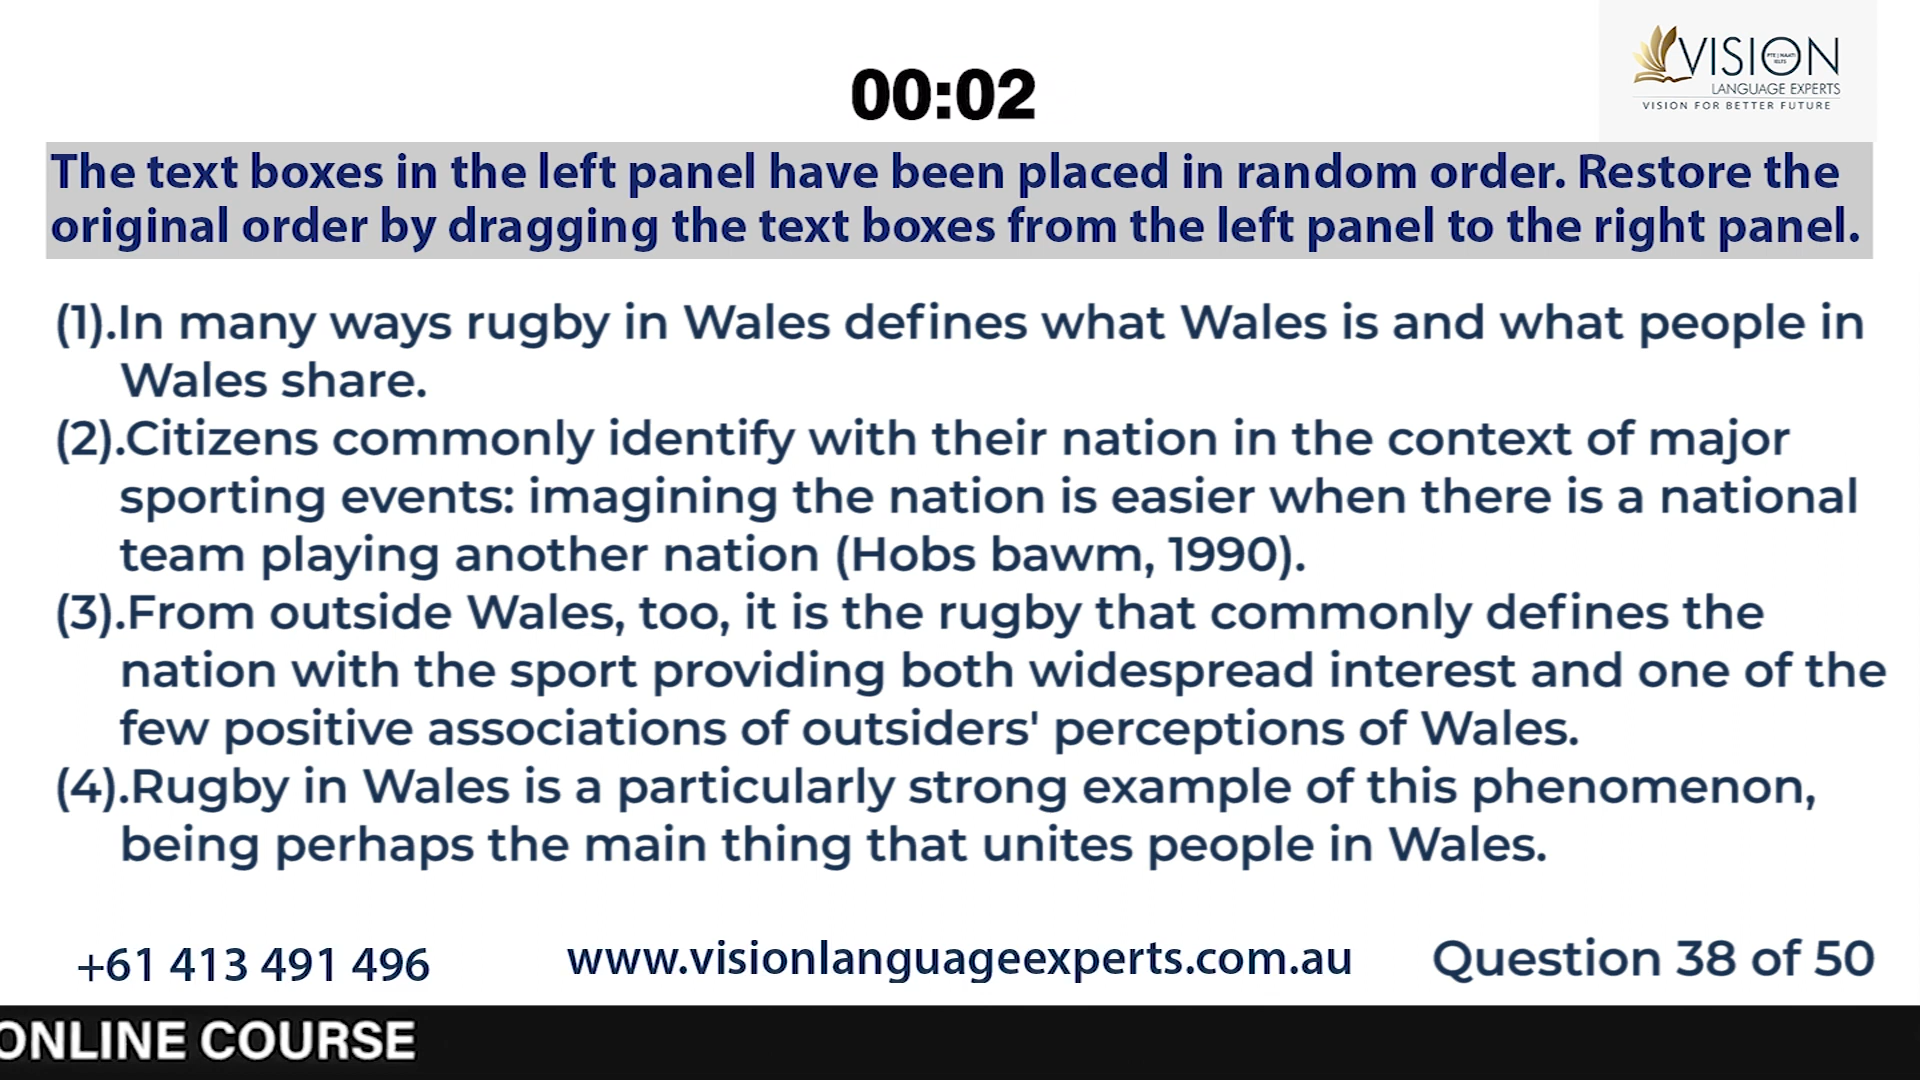 VISION
PTE | NAATI
IELTS
LANGUAGE EXPERTS
VISION FOR BETTER FUTURE
00:02
The text boxes in the left panel have been placed in random order. Restore the
original order by dragging the text boxes from the left panel to the right panel.
(1).In many ways rugby in Wales defines what Wales is and what people in
Wales share.
(2).Citizens commonly identify with their nation in the context of major
sporting events: imagining the nation is easier when there is a national
team playing another nation (Hobs bawm, 1990).
(3).From outside Wales, too, it is the rugby that commonly defines the
nation with the sport providing both widespread interest and one of the
few positive associations of outsiders' perceptions of Wales.
(4).Rugby in Wales is a particularly strong example of this phenomenon,
being perhaps the main thing that unites people in Wales.
+61 413 491 496
www.visionlanguageexperts.com.au
Question 38 of 50
ONLINE COURSE